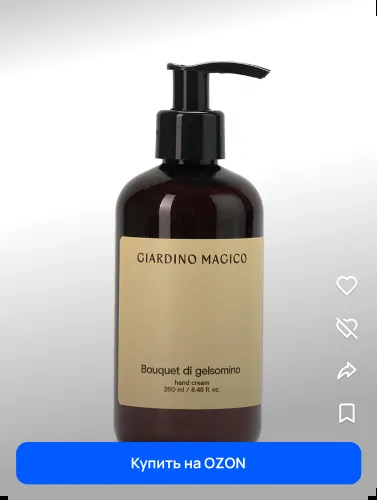 GIARDINO MAGICO
Bouquet di gelsomino
hand cream
250 ml / 8.45 fl. oz.
Купить на OZON